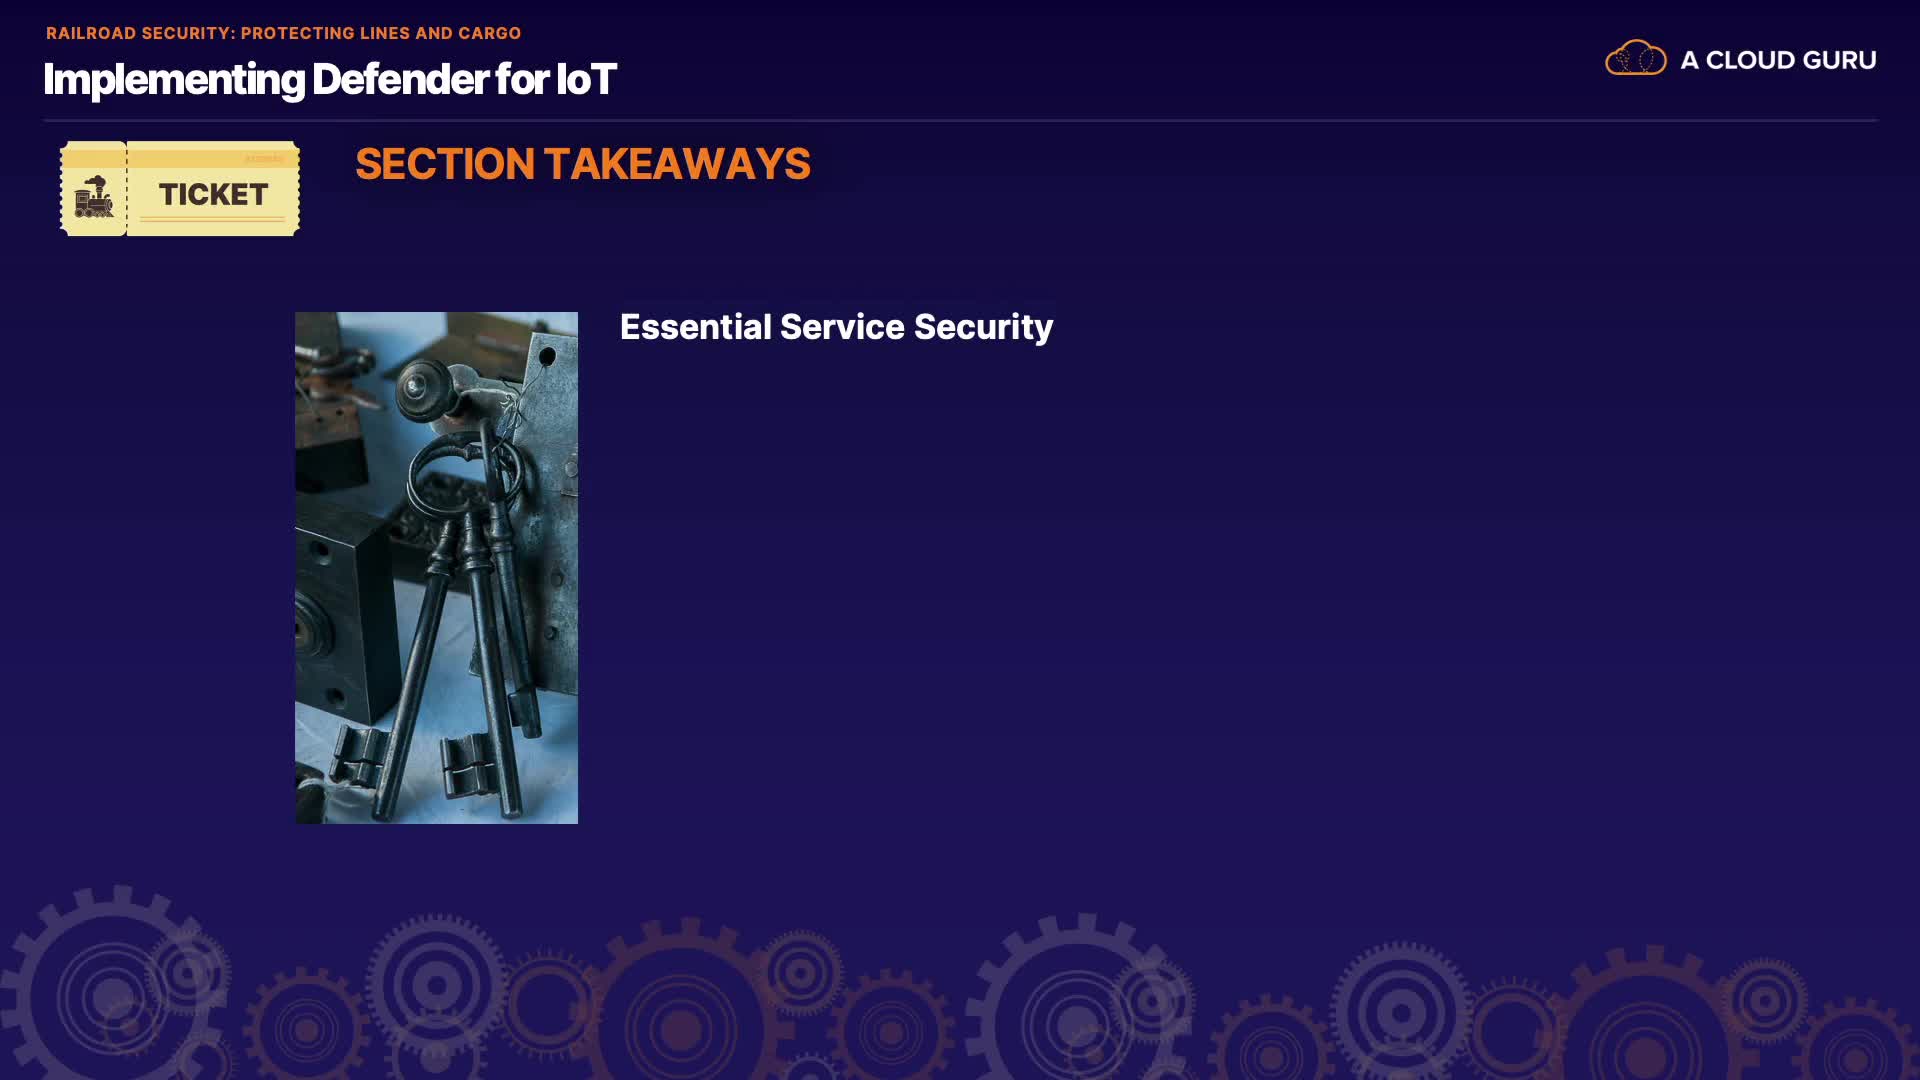 RAILROAD SECURITY: PROTECTING LINES AND CARGO
Implementing Defender for IoT
A CLOUD GURU
TICKET
SECTION TAKEAWAYS
Essential Service Security